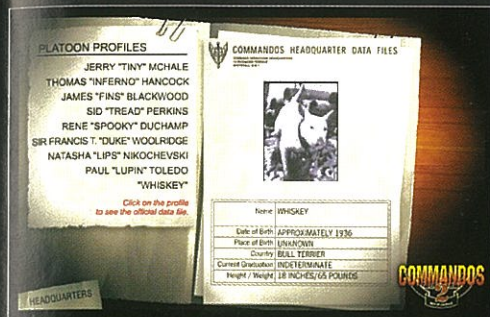 PLATOON PROFILES
JERRY "TINY" MCHALE
THOMAS "INFERNO" HANCOCK
JAMES "FINS" BLACKWOOD
SID "TREAD" PERKINS
RENE "SPOOKY" DUCHAMP
SIR FRANCIS T. "DUKE" WOOLRIDGE
NATASHA "LIPS" NIKOCHEVSKI
PAUL "LUPIN" TOLEDO
"WHISKEY"
Click on the profile
to see the official data file.
HEADQUARTERS
COMMANDOS HEADQUARTER DATA FILES
Name WHISKEY
Date of Birth APPROXIMATELY 1936
Place of Birth UNKNOWN
Country BULL TERRIER
Current Graduation INDETERMINATE
Height / Weight 18 INCHES/65 POUNDS
COMMANDOS
2